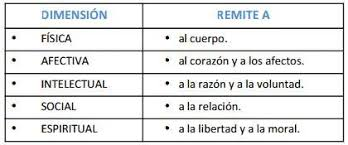 DIMENSIÓN REMITE A
• FÍSICA • al cuerpo.
• AFECTIVA • al corazón y a los afectos.
• INTELECTUAL • a la razón y a la voluntad.
• SOCIAL • a la relación.
• ESPIRITUAL • a la libertad y a la moral.